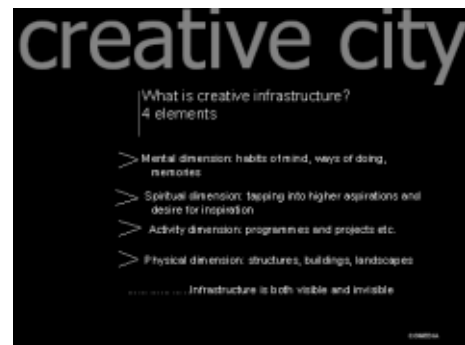 creative city
What is creative infrastructure?
4 elements
Mental dimension: habits of mind, ways of doing,
memories
Spiritual dimension: tapping into higher aspirations and
desire for inspiration
Activity dimension: programmes and projects etc.
Physical dimension: structures, buildings, landscapes
Infrastructure is both visible and invisible
COMEDIA